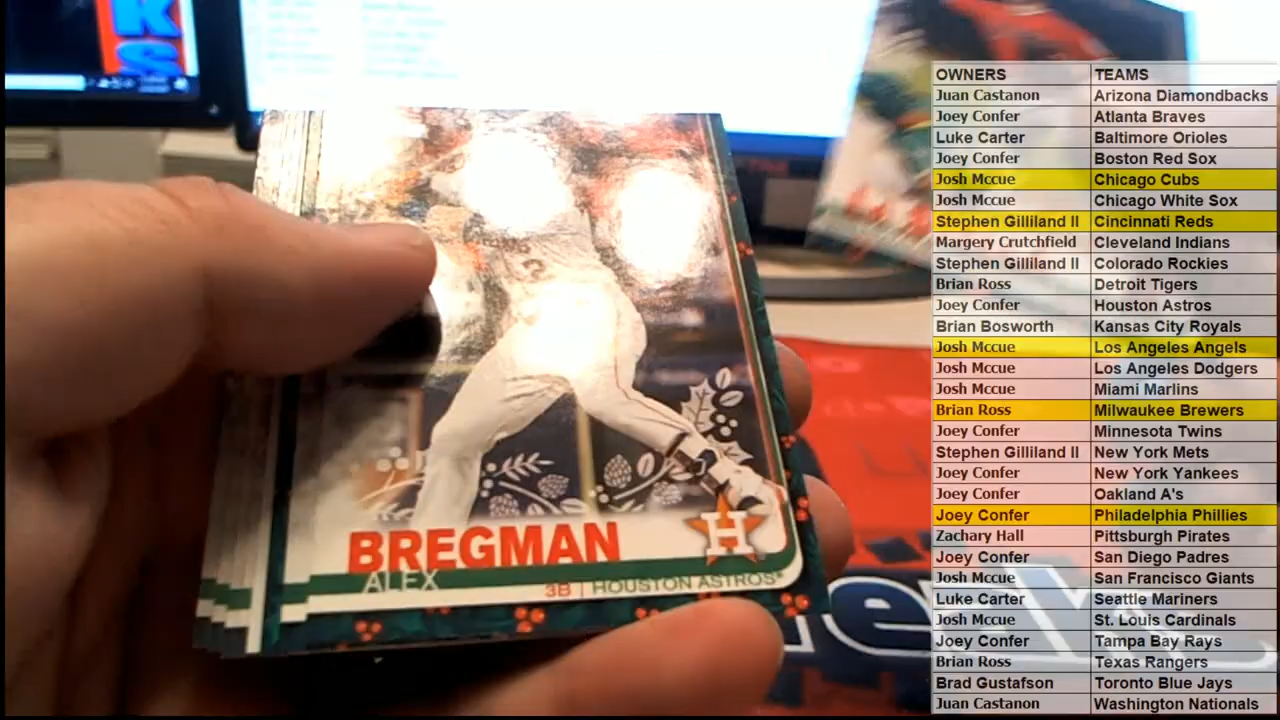 KS
BREGMAN
ALEX
3B | HOUSTON ASTROS
H
OWNERS TEAMS
Juan Castanon Arizona Diamondbacks
Joey Confer Atlanta Braves
Luke Carter Baltimore Orioles
Joey Confer Boston Red Sox
Josh Mccue Chicago Cubs
Josh Mccue Chicago White Sox
Stephen Gilliland II Cincinnati Reds
Margery Crutchfield Cleveland Indians
Stephen Gilliland II Colorado Rockies
Brian Ross Detroit Tigers
Joey Confer Houston Astros
Brian Bosworth Kansas City Royals
Josh Mccue Los Angeles Angels
Josh Mccue Los Angeles Dodgers
Josh Mccue Miami Marlins
Brian Ross Milwaukee Brewers
Joey Confer Minnesota Twins
Stephen Gilliland II New York Mets
Joey Confer New York Yankees
Joey Confer Oakland A's
Joey Confer Philadelphia Phillies
Zachary Hall Pittsburgh Pirates
Joey Confer San Diego Padres
Josh Mccue San Francisco Giants
Luke Carter Seattle Mariners
Josh Mccue St. Louis Cardinals
Joey Confer Tampa Bay Rays
Brian Ross Texas Rangers
Brad Gustafson Toronto Blue Jays
Juan Castanon Washington Nationals